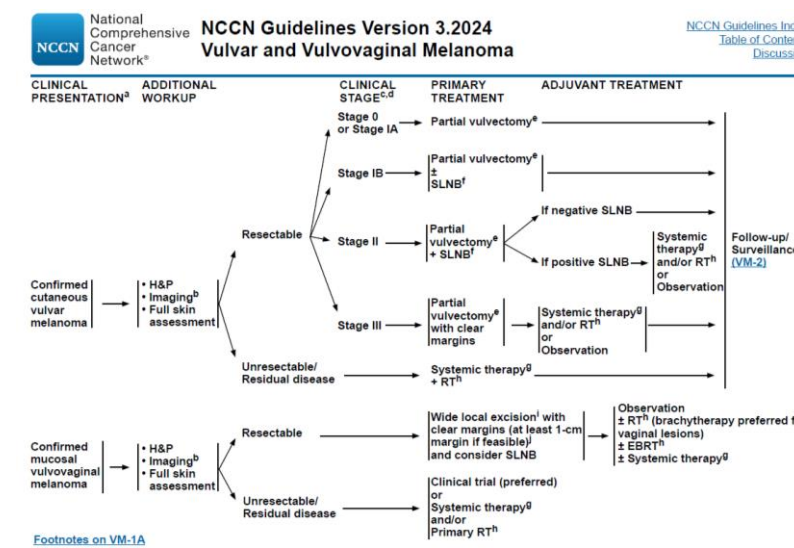 National
Comprehensive
Cancer
Network®
NCCN
NCCN Guidelines Version 3.2024
Vulvar and Vulvovaginal Melanoma
NCCN Guidelines
Table of
CLINICAL
PRESENTATIONᵃ
ADDITIONAL
WORKUP
CLINICAL
STAGEᶜ,ᵈ
PRIMARY
TREATMENT
ADJUVANT TREATMENT
Confirmed
cutaneous
vulvar
melanoma
• H&P
• Imagingᵇ
• Full skin
assessment
Resectable
Stage 0
or Stage IA
Partial vulvectomyᵉ
Stage IB
Partial vulvectomyᵉ
±
SLNBᶠ
Stage II
Partial
vulvectomyᵉ
+ SLNBᶠ
If negative SLNB
If positive SLNB
Systemic
therapyᵍ
and/or RTʰ
or
Observation
Stage III
Partial
vulvectomyᵉ
with clear
margins
Systemic therapyᵍ
and/or RTʰ
or
Observation
Unresectable/
Residual disease
Systemic therapyᵍ
+ RTʰ
Follow-up/
Surveillance
(VM-2)
Confirmed
mucosal
vulvovaginal
melanoma
• H&P
• Imagingᵇ
• Full skin
assessment
Resectable
Wide local excisionⁱ with
clear margins (at least 1-cm
margin if feasible)ʲ
and consider SLNB
Observation
± RTʰ (brachytherapy preferred
vaginal lesions)
± EBRTʰ
± Systemic therapyᵍ
Unresectable/
Residual disease
Clinical trial (preferred)
or
Systemic therapyᵍ
and/or
Primary RTʰ
Footnotes on VM-1A